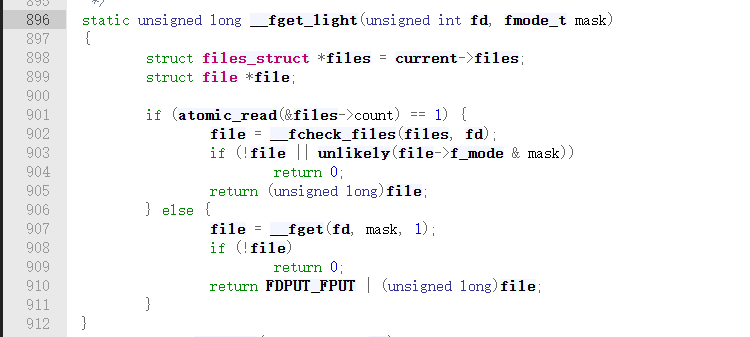 895 */
896 static unsigned long __fget_light(unsigned int fd, fmode_t mask)
897 {
898 struct files_struct *files = current->files;
899 struct file *file;
900
901 if (atomic_read(&files->count) == 1) {
902 file = __fcheck_files(files, fd);
903 if (!file || unlikely(file->f_mode & mask))
904 return 0;
905 return (unsigned long)file;
906 } else {
907 file = __fget(fd, mask, 1);
908 if (!file)
909 return 0;
910 return FDPUT_FPUT | (unsigned long)file;
911 }
912 }